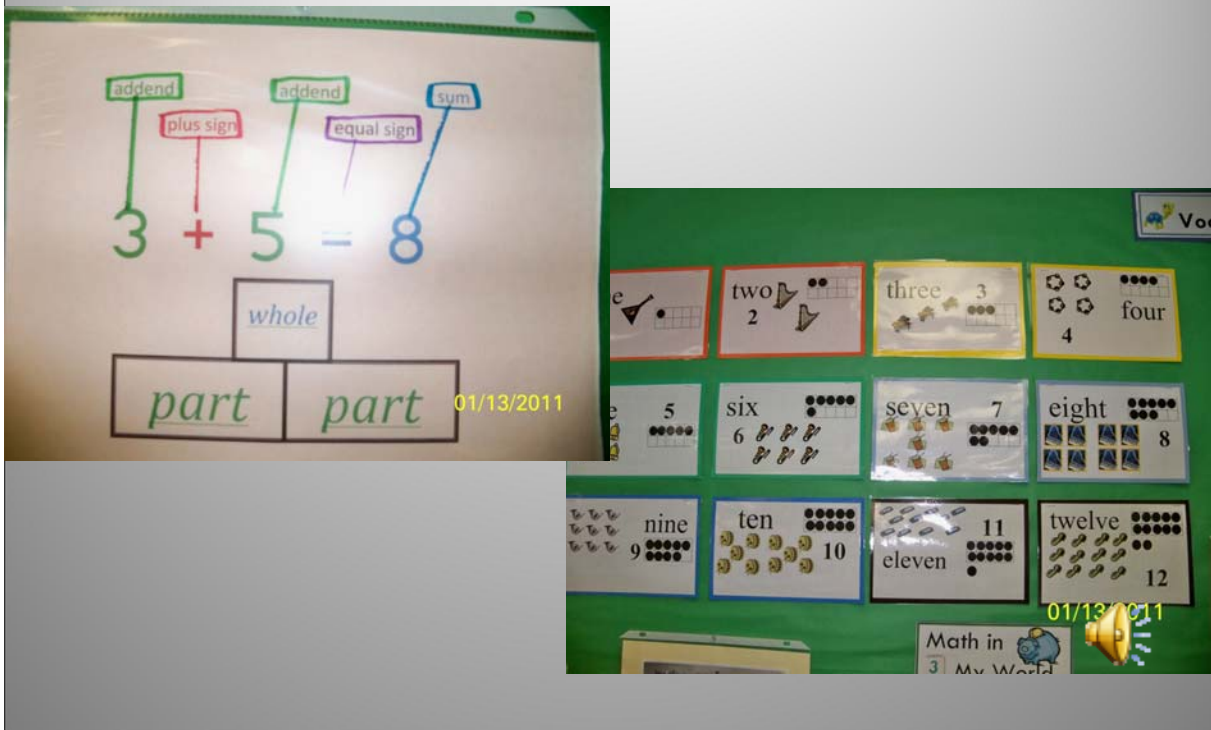 addend
addend
sum
plus sign
equal sign
3 + 5 = 8
whole
part part
01/13/2011
two
2
three 3
4
four
5
six
6
seven 7
eight
8
nine
9
ten
10
11
eleven
twelve
12
01/13/2011
Math in
3 My World